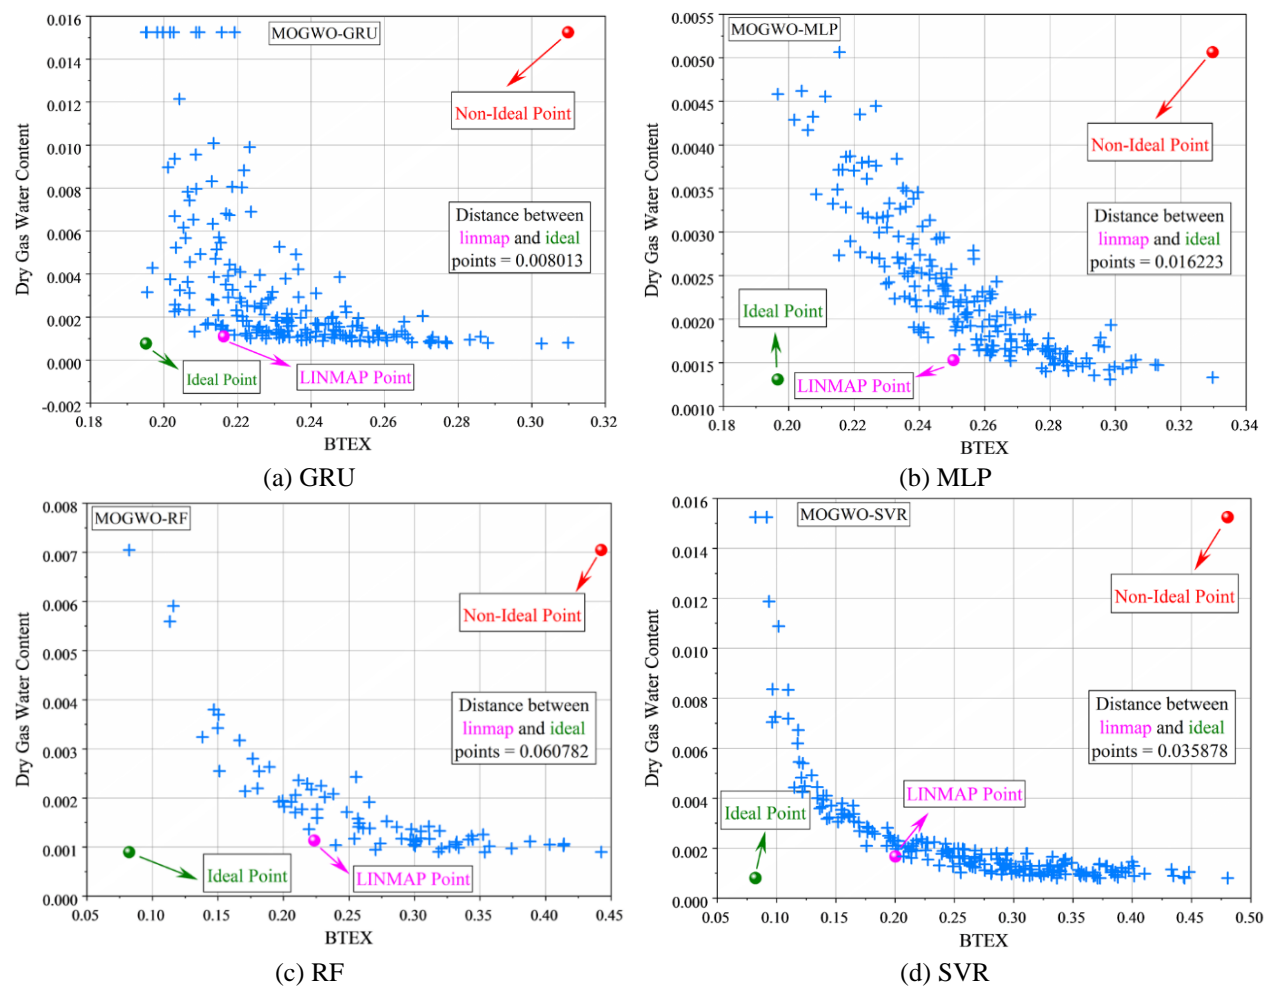 MOGWO-GRU
Non-Ideal Point
Distance between
linmap and ideal
points = 0.008013
Ideal Point
LINMAP Point
Dry Gas Water Content
0.016
0.014
0.012
0.010
0.008
0.006
0.004
0.002
0.000
-0.002
0.18
0.20
0.22
0.24
0.26
0.28
0.30
0.32
BTEX
(a) GRU
MOGWO-MLP
Non-Ideal Point
Distance between
linmap and ideal
points = 0.016223
Ideal Point
LINMAP Point
Dry Gas Water Content
0.0055
0.0050
0.0045
0.0040
0.0035
0.0030
0.0025
0.0020
0.0015
0.0010
0.20
0.22
0.24
0.26
0.28
0.30
0.32
0.34
0.18
BTEX
(b) MLP
MOGWO-RF
Non-Ideal Point
Distance between
linmap and ideal
points = 0.060782
Ideal Point
LINMAP Point
Dry Gas Water Content
0.008
0.007
0.006
0.005
0.004
0.003
0.002
0.001
0.000
0.05
0.10
0.15
0.20
0.25
0.30
0.35
0.40
0.45
BTEX
(c) RF
MOGWO-SVR
Non-Ideal Point
Distance between
linmap and ideal
points = 0.035878
LINMAP Point
Ideal Point
Dry Gas Water Content
0.016
0.014
0.012
0.010
0.008
0.006
0.004
0.002
0.000
0.05
0.10
0.15
0.20
0.25
0.30
0.35
0.40
0.45
0.50
BTEX
(d) SVR